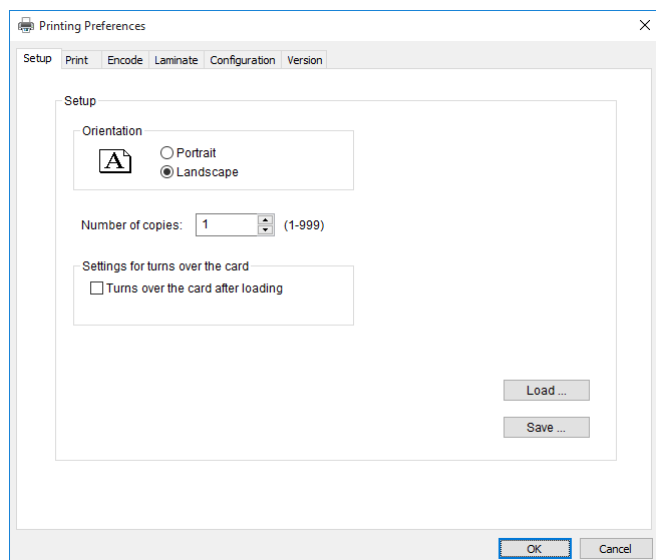 Printing Preferences
Setup Print Encode Laminate Configuration Version
Setup
Orientation
A
Portrait
Landscape
Number of copies: 1 (1-999)
Settings for turns over the card
Turns over the card after loading
Load ...
Save ...
OK Cancel